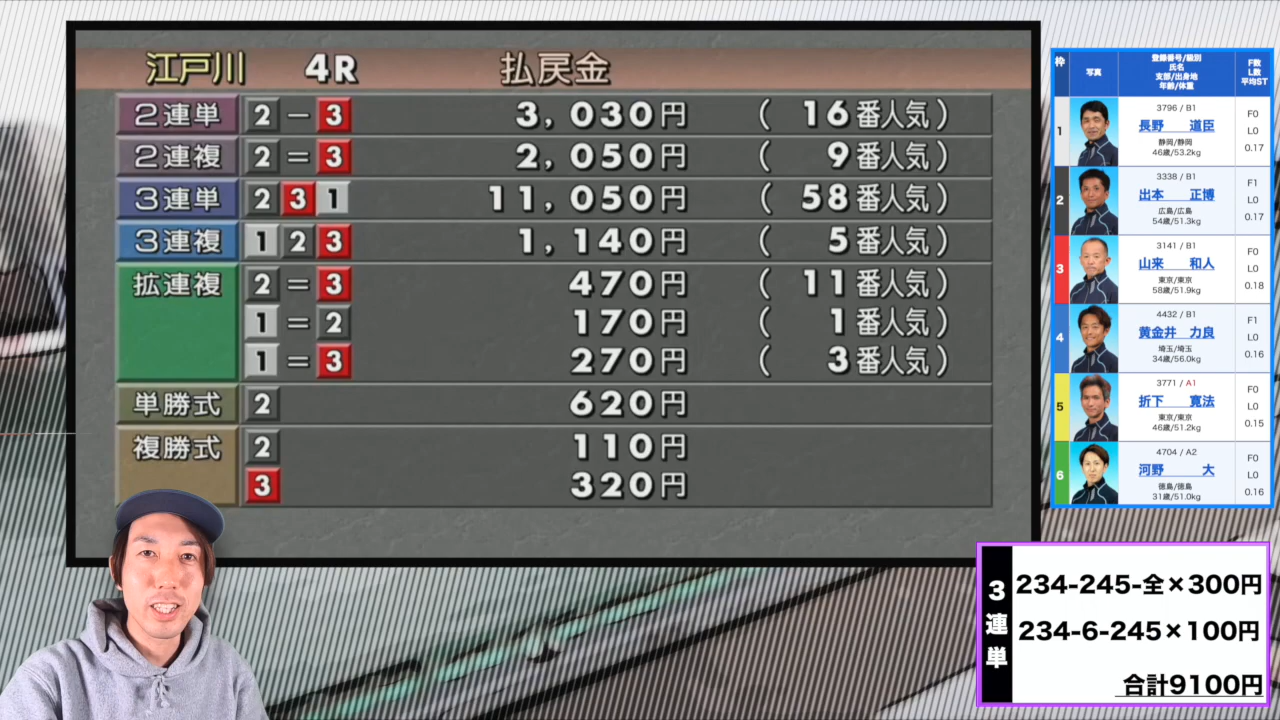 江戸川 4R 払戻金
2連単 2 − 3 3,030円 ( 16番人気 )
2連複 2 = 3 2,050円 ( 9番人気 )
3連単 2 3 1 11,050円 ( 58番人気 )
3連複 1 2 3 1,140円 ( 5番人気 )
拡連複 2 = 3 470円 ( 11番人気 )
1 = 2 170円 ( 1番人気 )
1 = 3 270円 ( 3番人気 )
単勝式 2 620円
複勝式 2 110円
3 320円
枠
写真
登録番号/級別
氏名
支部/出身地
年齢/体重
F数
L数
平均ST
1
3796 / B1
長野 道臣
静岡/静岡
46歳/53.2kg
F0
L0
0.17
2
3338 / B1
出本 正博
広島/広島
54歳/51.3kg
F1
L0
0.17
3
3141 / B1
山来 和人
東京/東京
58歳/51.9kg
F0
L0
0.18
4
4432 / B1
黄金井 力良
埼玉/埼玉
34歳/56.0kg
F1
L0
0.16
5
3771 / A1
折下 寛法
東京/東京
46歳/51.2kg
F0
L0
0.15
6
4704 / A2
河野 大
徳島/徳島
31歳/51.0kg
F0
L0
0.16
3連単
234-245-全×300円
234-6-245×100円
合計9100円